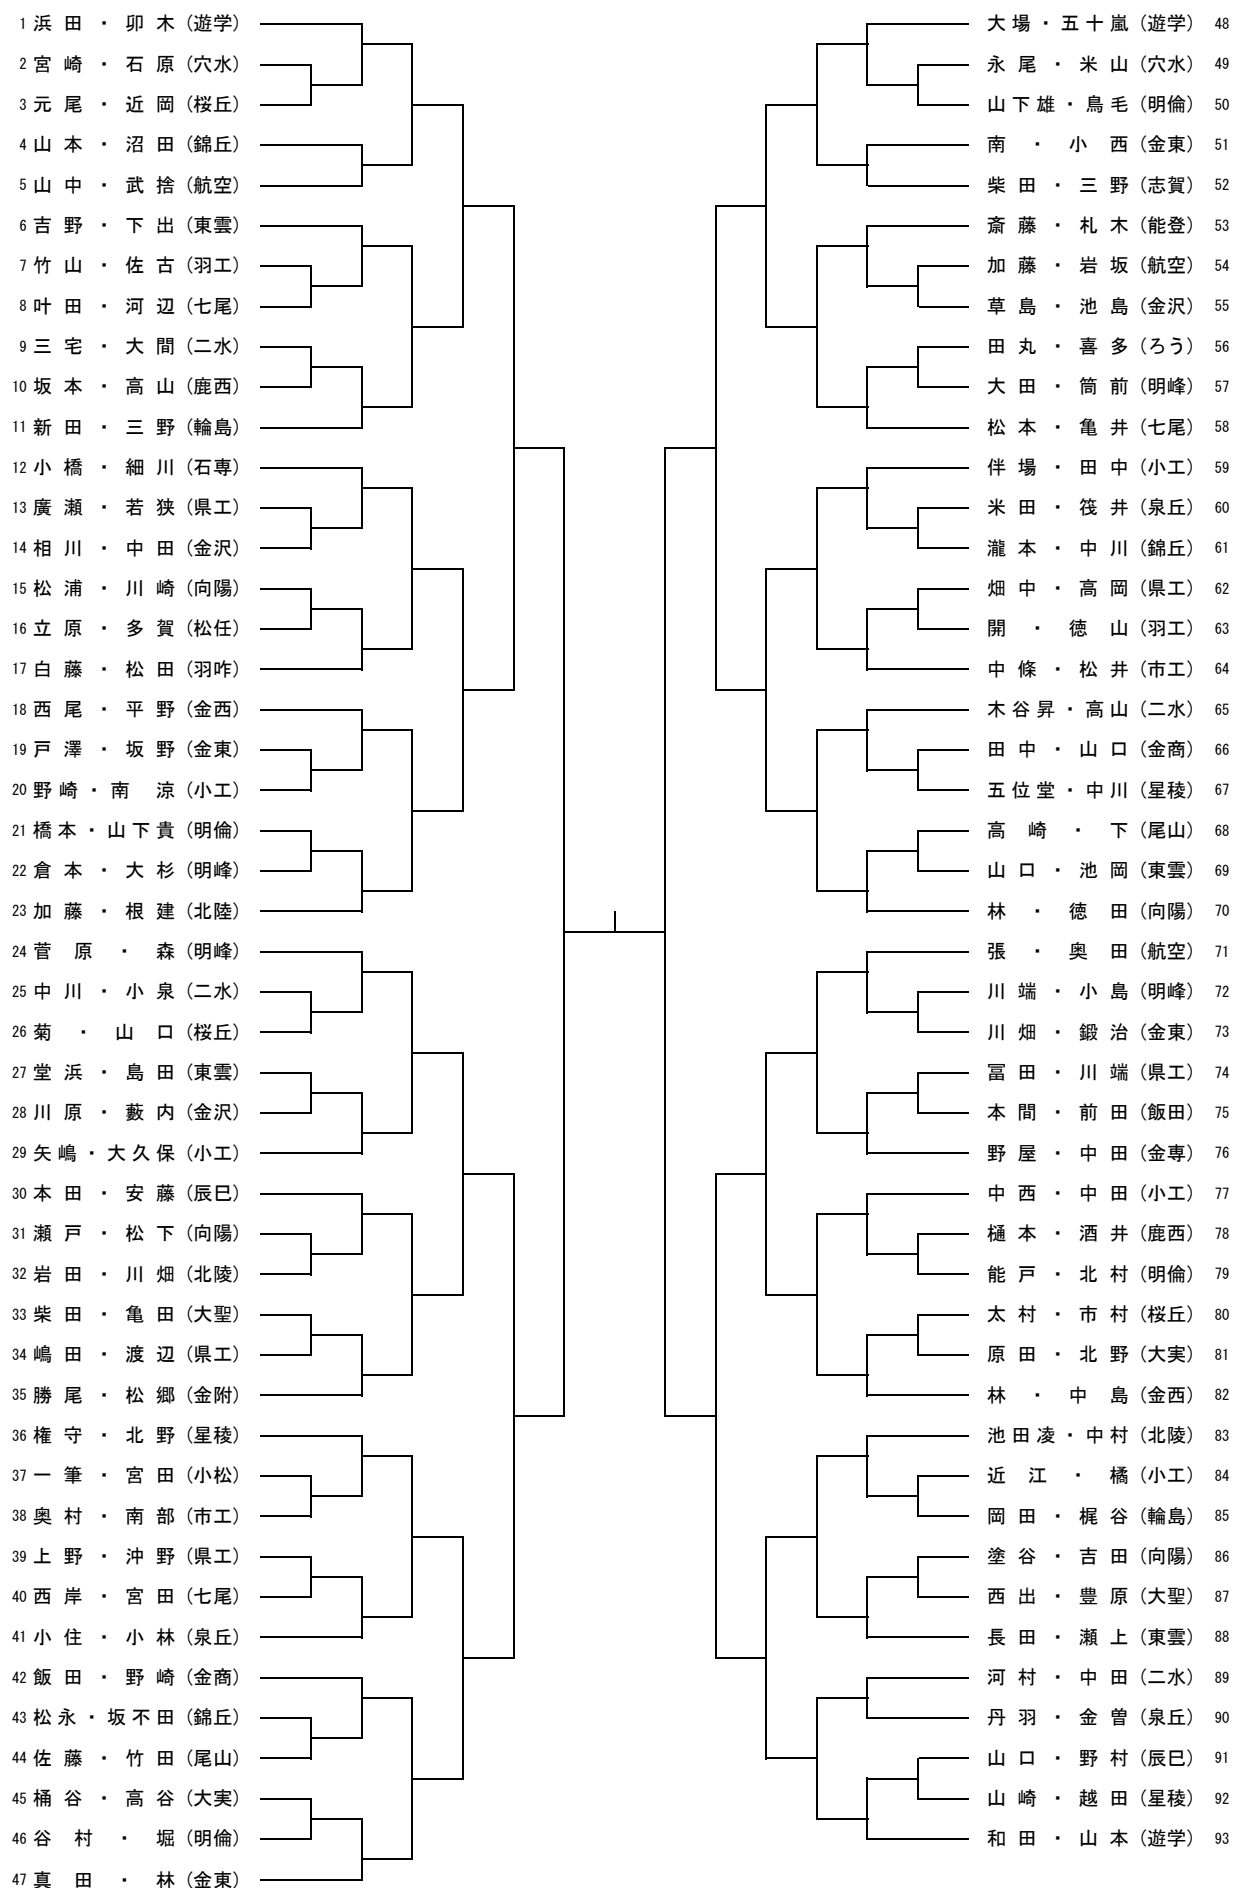 1 浜田・卯木（遊学）
2 宮崎・石原（穴水）
3 元尾・近岡（桜丘）
4 山本・沼田（錦丘）
5 山中・武捨（航空）
6 吉野・下出（東雲）
7 竹山・佐古（羽工）
8 叶田・河辺（七尾）
9 三宅・大間（二水）
10 坂本・高山（鹿西）
11 新田・三野（輪島）
12 小橋・細川（石専）
13 廣瀬・若狭（県工）
14 相川・中田（金沢）
15 松浦・川崎（向陽）
16 立原・多賀（松任）
17 白藤・松田（羽咋）
18 西尾・平野（金西）
19 戸澤・坂野（金東）
20 野崎・南涼（小工）
21 橋本・山下貴（明倫）
22 倉本・大杉（明峰）
23 加藤・根建（北陸）
24 菅原・森（明峰）
25 中川・小泉（二水）
26 菊・山口（桜丘）
27 堂浜・島田（東雲）
28 川原・藪内（金沢）
29 矢嶋・大久保（小工）
30 本田・安藤（辰巳）
31 瀬戸・松下（向陽）
32 岩田・川畑（北陵）
33 柴田・亀田（大聖）
34 嶋田・渡辺（県工）
35 勝尾・松郷（金附）
36 権守・北野（星稜）
37 一筆・宮田（小松）
38 奥村・南部（市工）
39 上野・沖野（県工）
40 西岸・宮田（七尾）
41 小住・小林（泉丘）
42 飯田・野崎（金商）
43 松永・坂不田（錦丘）
44 佐藤・竹田（尾山）
45 桶谷・高谷（大実）
46 谷村・堀（明倫）
47 真田・林（金東）
大場・五十嵐（遊学） 48
永尾・米山（穴水） 49
山下雄・鳥毛（明倫） 50
南・小西（金東） 51
柴田・三野（志賀） 52
斎藤・札木（能登） 53
加藤・岩坂（航空） 54
草島・池島（金沢） 55
田丸・喜多（ろう） 56
大田・筒前（明峰） 57
松本・亀井（七尾） 58
伴場・田中（小工） 59
米田・筏井（泉丘） 60
瀧本・中川（錦丘） 61
畑中・高岡（県工） 62
開・徳山（羽工） 63
中條・松井（市工） 64
木谷昇・高山（二水） 65
田中・山口（金商） 66
五位堂・中川（星稜） 67
高崎・下（尾山） 68
山口・池岡（東雲） 69
林・徳田（向陽） 70
張・奥田（航空） 71
川端・小島（明峰） 72
川畑・鍛治（金東） 73
冨田・川端（県工） 74
本間・前田（飯田） 75
野屋・中田（金専） 76
中西・中田（小工） 77
樋本・酒井（鹿西） 78
能戸・北村（明倫） 79
太村・市村（桜丘） 80
原田・北野（大実） 81
林・中島（金西） 82
池田凌・中村（北陵） 83
近江・橘（小工） 84
岡田・梶谷（輪島） 85
塗谷・吉田（向陽） 86
西出・豊原（大聖） 87
長田・瀬上（東雲） 88
河村・中田（二水） 89
丹羽・金曽（泉丘） 90
山口・野村（辰巳） 91
山崎・越田（星稜） 92
和田・山本（遊学） 93